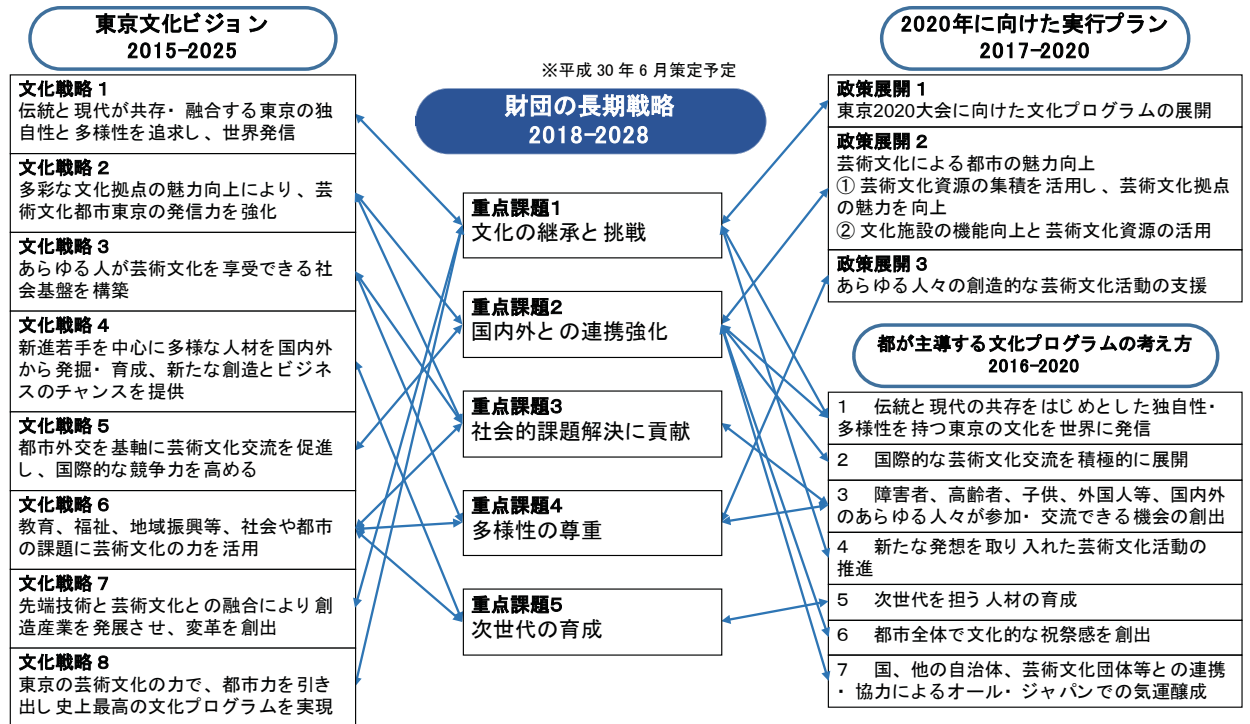 東京文化ビジョン
2015-2025
文化戦略 1
伝統と現代が共存・融合する東京の独
自性と多様性を追求し、世界発信
文化戦略 2
多彩な文化拠点の魅力向上により、芸
術文化都市東京の発信力を強化
文化戦略 3
あらゆる人が芸術文化を享受できる社
会基盤を構築
文化戦略 4
新進若手を中心に多様な人材を国内外
から発掘・育成、新たな創造とビジネ
スのチャンスを提供
文化戦略 5
都市外交を基軸に芸術文化交流を促進
し、国際的な競争力を高める
文化戦略 6
教育、福祉、地域振興等、社会や都市
の課題に芸術文化の力を活用
文化戦略 7
先端技術と芸術文化との融合により創
造産業を発展させ、変革を創出
文化戦略 8
東京の芸術文化の力で、都市力を引き
出し史上最高の文化プログラムを実現
※平成 30 年 6 月策定予定
財団の長期戦略
2018-2028
重点課題1
文化の継承と挑戦
重点課題2
国内外との連携強化
重点課題3
社会的課題解決に貢献
重点課題4
多様性の尊重
重点課題5
次世代の育成
2020年に向けた実行プラン
2017-2020
政策展開 1
東京2020大会に向けた文化プログラムの展開
政策展開 2
芸術文化による都市の魅力向上
① 芸術文化資源の集積を活用し、芸術文化拠点
の魅力を向上
② 文化施設の機能向上と芸術文化資源の活用
政策展開 3
あらゆる人々の創造的な芸術文化活動の支援
都が主導する文化プログラムの考え方
2016-2020
1 伝統と現代の共存をはじめとした独自性・
多様性を持つ東京の文化を世界に発信
2 国際的な芸術文化交流を積極的に展開
3 障害者、高齢者、子供、外国人等、国内外
のあらゆる人々が参加・交流できる機会の創出
4 新たな発想を取り入れた芸術文化活動の
推進
5 次世代を担う人材の育成
6 都市全体で文化的な祝祭感を創出
7 国、他の自治体、芸術文化団体等との連携
・協力によるオール・ジャパンでの気運醸成